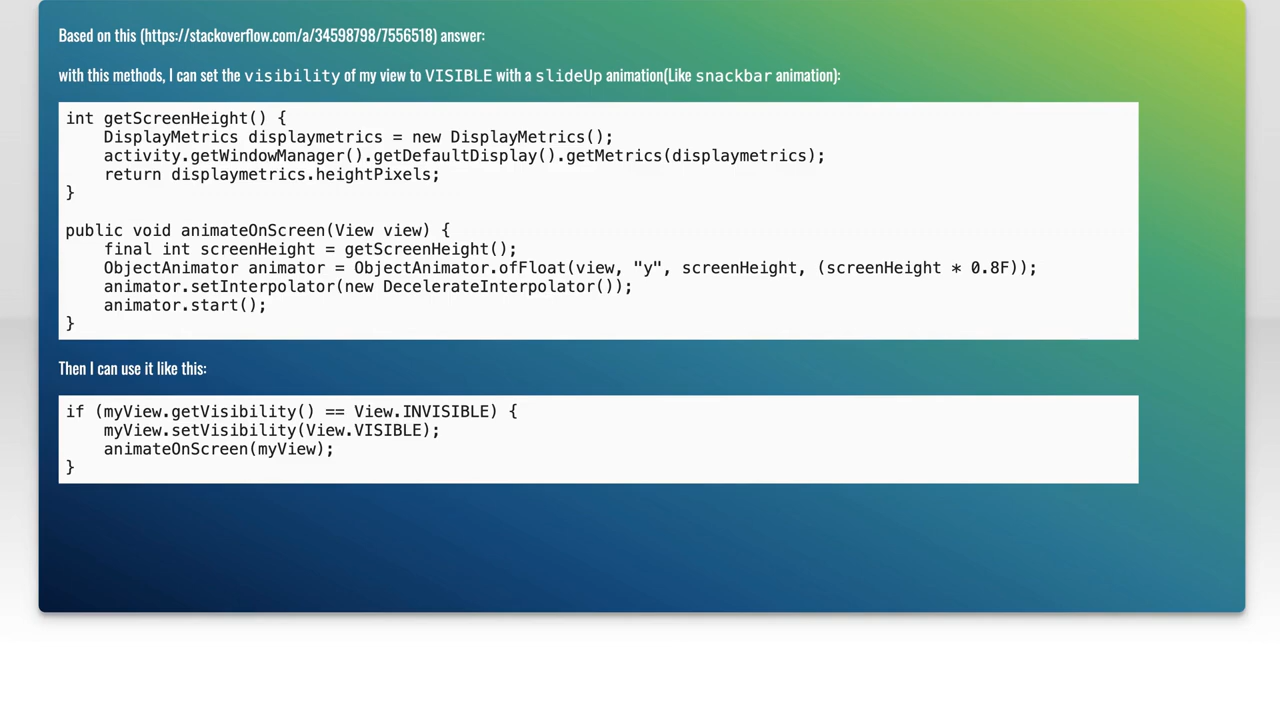 Based on this (https://stackoverflow.com/a/34598798/7556518) answer:
with this methods, I can set the visibility of my view to VISIBLE with a slideUp animation(Like snackbar animation):
int getScreenHeight() {
    DisplayMetrics displaymetrics = new DisplayMetrics();
    activity.getWindowManager().getDefaultDisplay().getMetrics(displaymetrics);
    return displaymetrics.heightPixels;
}
public void animateOnScreen(View view) {
    final int screenHeight = getScreenHeight();
    ObjectAnimator animator = ObjectAnimator.ofFloat(view, "y", screenHeight, (screenHeight * 0.8F));
    animator.setInterpolator(new DecelerateInterpolator());
    animator.start();
}
Then I can use it like this:
if (myView.getVisibility() == View.INVISIBLE) {
    myView.setVisibility(View.VISIBLE);
    animateOnScreen(myView);
}